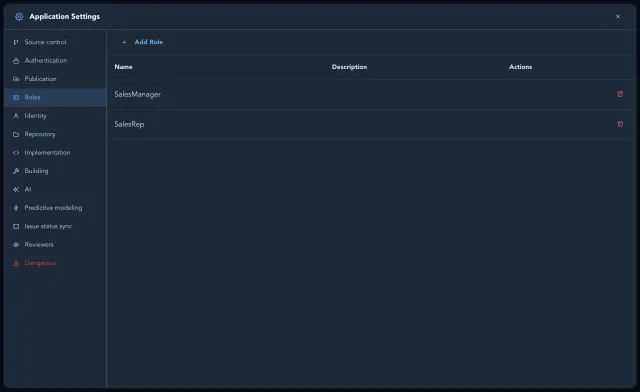 Application Settings
Source control
Authentication
Publication
Roles
Identity
Repository
Implementation
Building
AI
Predictive modeling
Issue status sync
Reviewers
Dangerous
+ Add Role
Name Description Actions
SalesManager
SalesRep